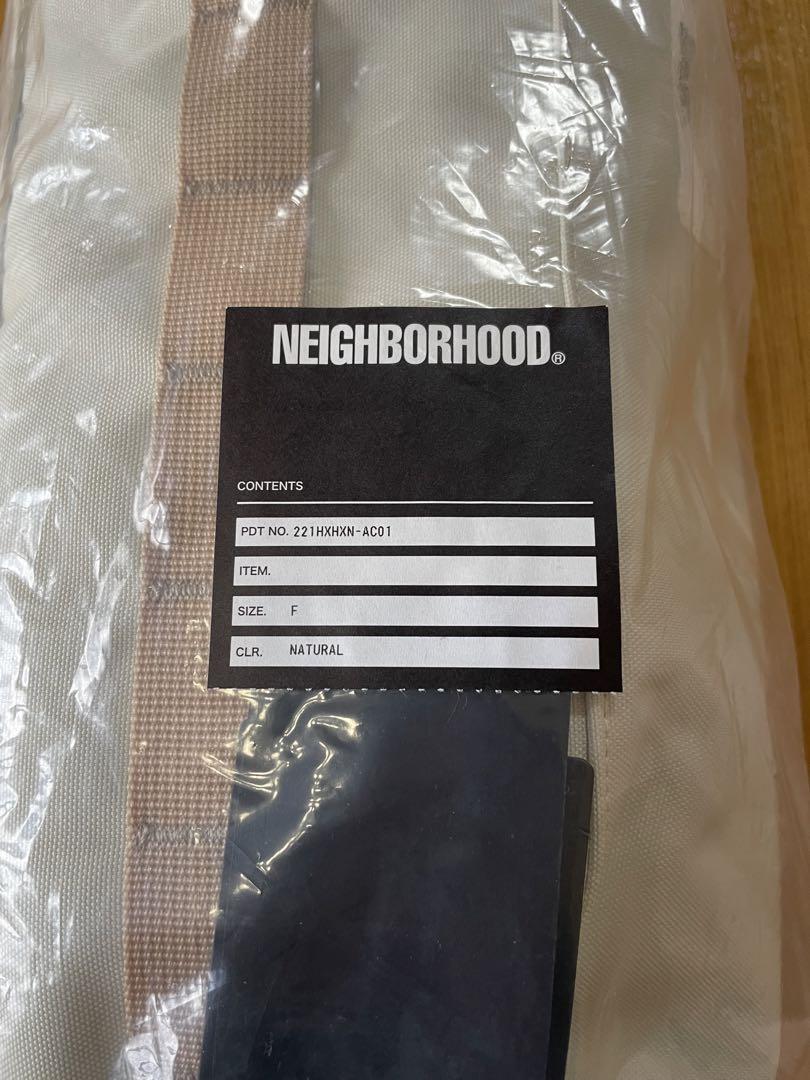 NEIGHBORHOOD®
CONTENTS
PDT NO. 221HXHXN-AC01
ITEM.
SIZE. F
CLR. NATURAL